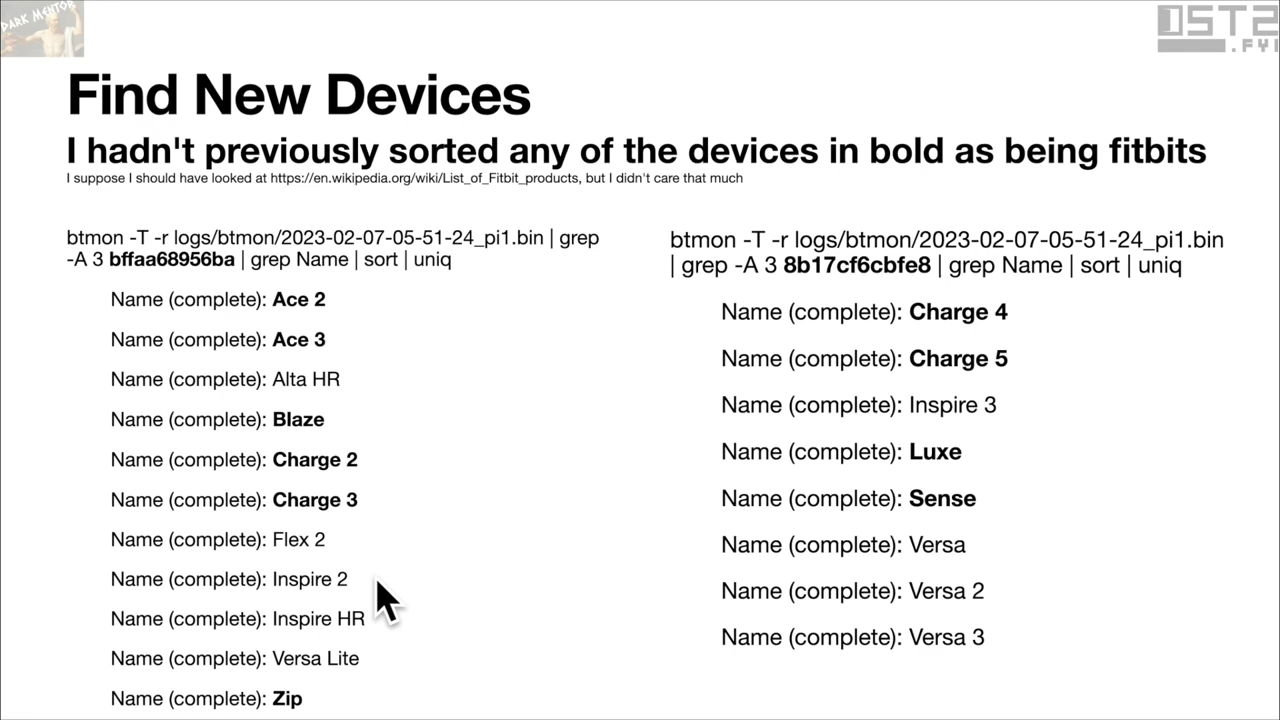 DARK MENTOR
OST2
.FYI
Find New Devices
I hadn't previously sorted any of the devices in bold as being fitbits
I suppose I should have looked at https://en.wikipedia.org/wiki/List_of_Fitbit_products, but I didn't care that much
btmon -T -r logs/btmon/2023-02-07-05-51-24_pi1.bin | grep
-A 3 bffaa68956ba | grep Name | sort | uniq
Name (complete): Ace 2
Name (complete): Ace 3
Name (complete): Alta HR
Name (complete): Blaze
Name (complete): Charge 2
Name (complete): Charge 3
Name (complete): Flex 2
Name (complete): Inspire 2
Name (complete): Inspire HR
Name (complete): Versa Lite
Name (complete): Zip
btmon -T -r logs/btmon/2023-02-07-05-51-24_pi1.bin
| grep -A 3 8b17cf6cbfe8 | grep Name | sort | uniq
Name (complete): Charge 4
Name (complete): Charge 5
Name (complete): Inspire 3
Name (complete): Luxe
Name (complete): Sense
Name (complete): Versa
Name (complete): Versa 2
Name (complete): Versa 3